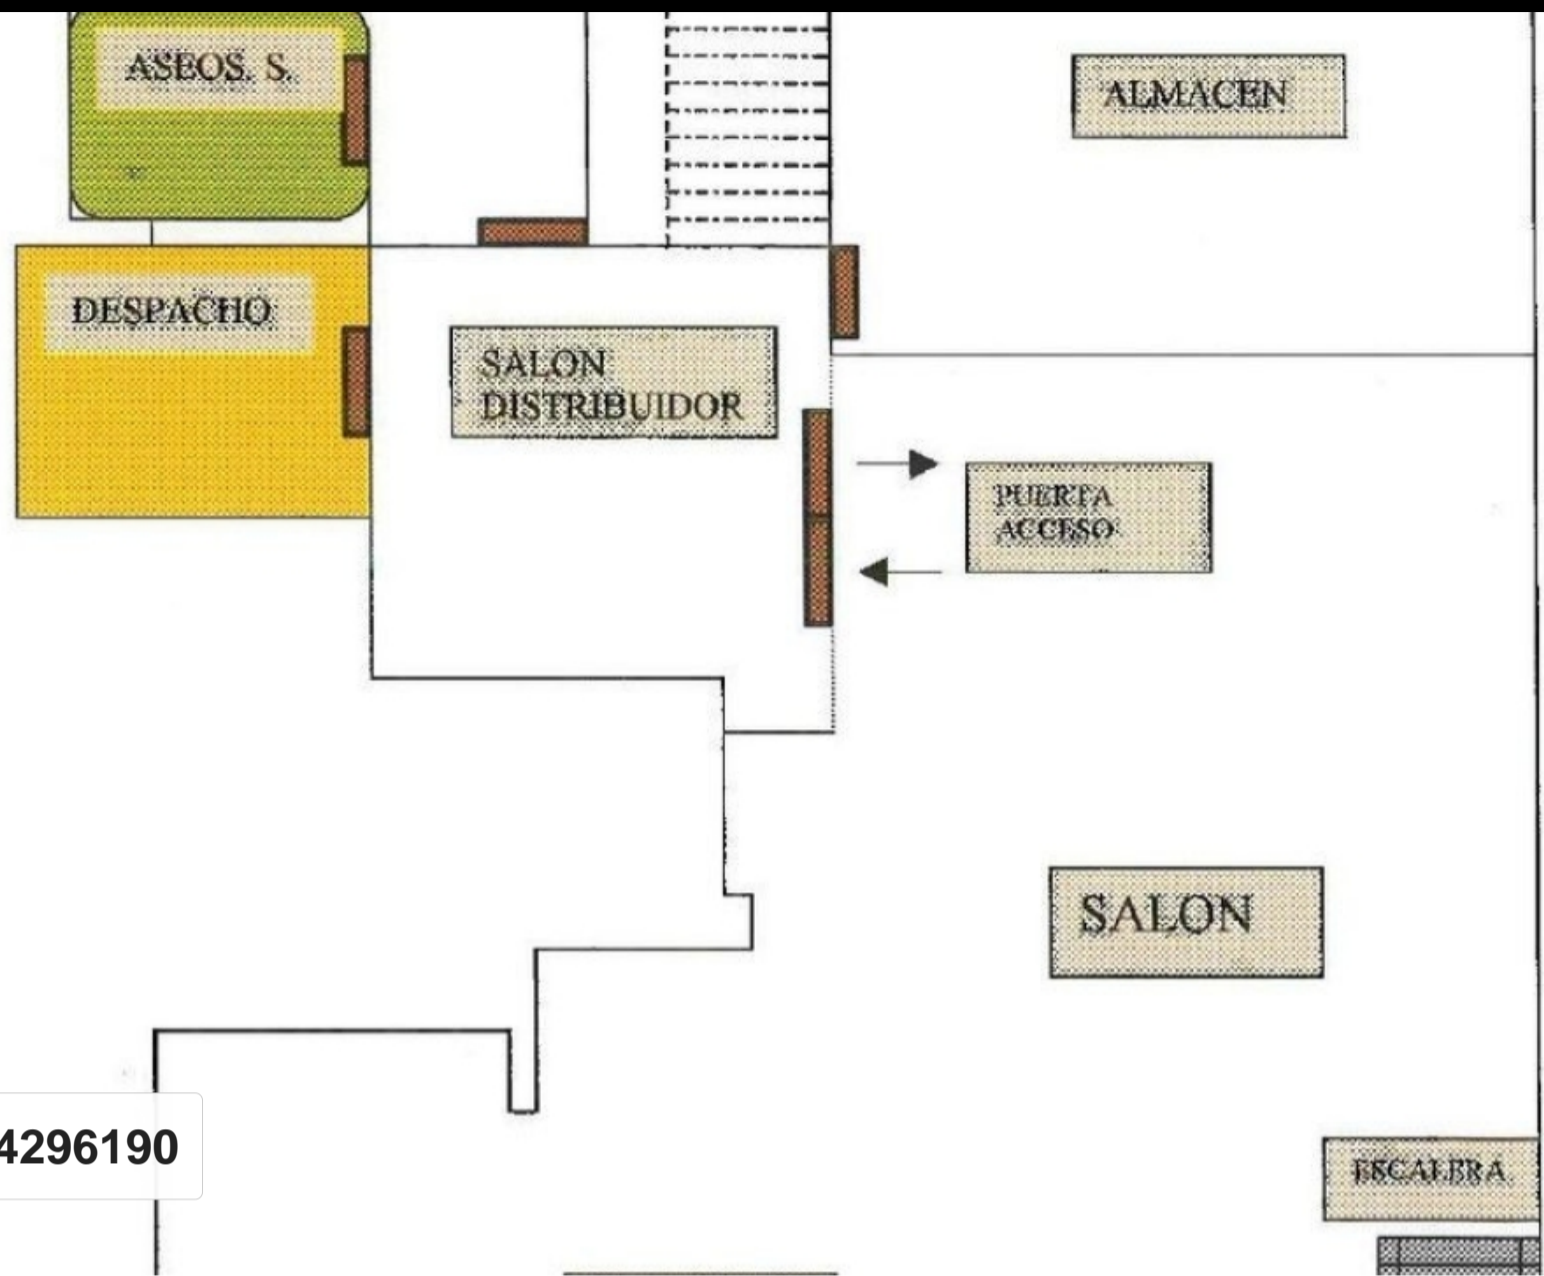 ASEOS. S.
ALMACEN
DESPACHO
SALON
DISTRIBUIDOR
PUERTA
ACCESO
SALON
4296190
ESCALERA